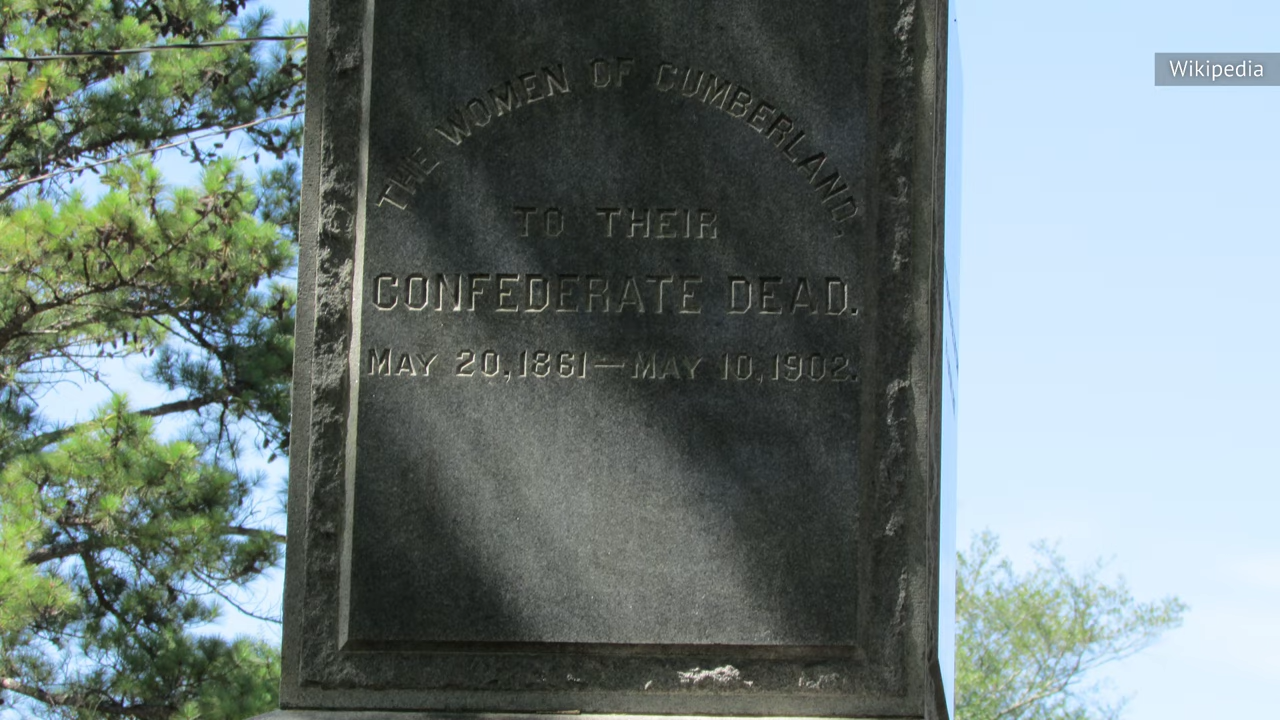 Wikipedia
THE WOMEN OF CUMBERLAND,
TO THEIR
CONFEDERATE DEAD.
MAY 20, 1861—MAY 10, 1902.